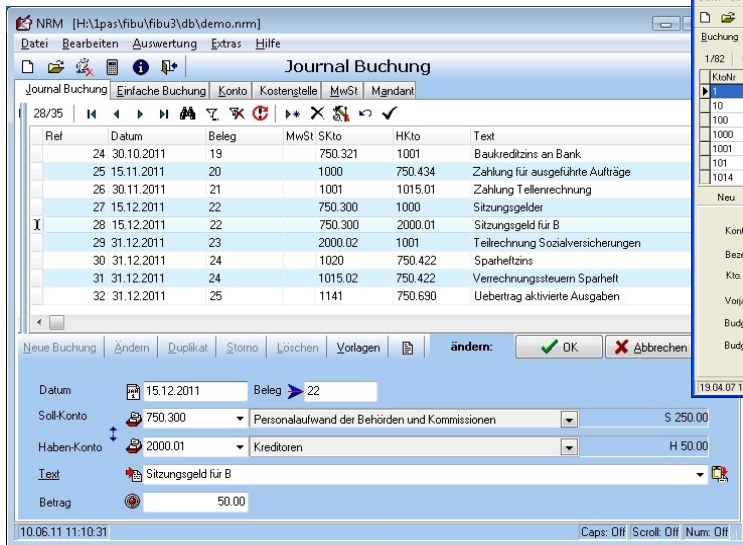 NRM [H:\1pas\fibu\fibu3\db\demo.nrm]
Datei Bearbeiten Auswertung Extras Hilfe
Journal Buchung
Journal Buchung Einfache Buchung Konto Kostenstelle MwSt Mandant
28/35
Ref Datum Beleg MwSt SKto HKto Text
24 30.10.2011 19 750.321 1001 Baukreditzins an Bank
25 15.11.2011 20 1000 750.434 Zahlung für ausgeführte Aufträge
26 30.11.2011 21 1001 1015.01 Zahlung Tellenrechnung
27 15.12.2011 22 750.300 1000 Sitzungsgelder
28 15.12.2011 22 750.300 2000.01 Sitzungsgeld für B
29 31.12.2011 23 2000.02 1001 Teilrechnung Sozialversicherungen
30 31.12.2011 24 1020 750.422 Sparheftzins
31 31.12.2011 24 1015.02 750.422 Verrechnungssteuern Sparheft
32 31.12.2011 25 1141 750.690 Uebertrag aktivierte Ausgaben
Neue Buchung Ändern Duplikat Storno Löschen Vorlagen ändern: OK Abbrechen
Datum 15.12.2011 Beleg 22
Soll-Konto 750.300 Personalaufwand der Behörden und Kommissionen S 250.00
Haben-Konto 2000.01 Kreditoren H 50.00
Text Sitzungsgeld für B
Betrag 50.00
10.06.11 11:10:31 Caps: Off Scroll: Off Num: Off
Buchung
1/82
KtoNr
1
10
100
1000
1001
101
1014
Neu
Kont
Beze
Kto.
Vorja
Budg
Budg
19.04.07 1